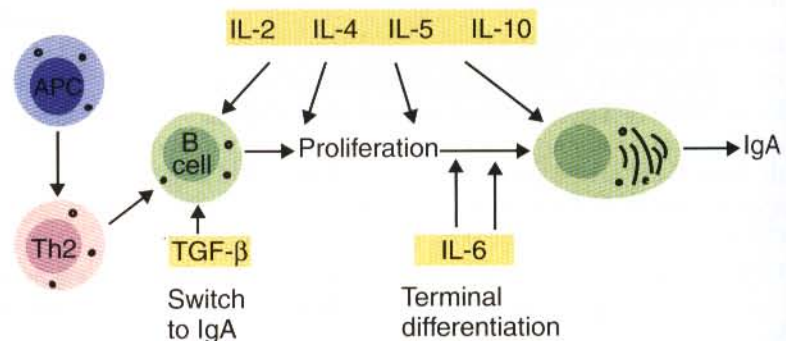 IL-2 IL-4 IL-5 IL-10
APC
B
cell
Proliferation
IgA
Th2
TGF-β
IL-6
Switch
to IgA
Terminal
differentiation